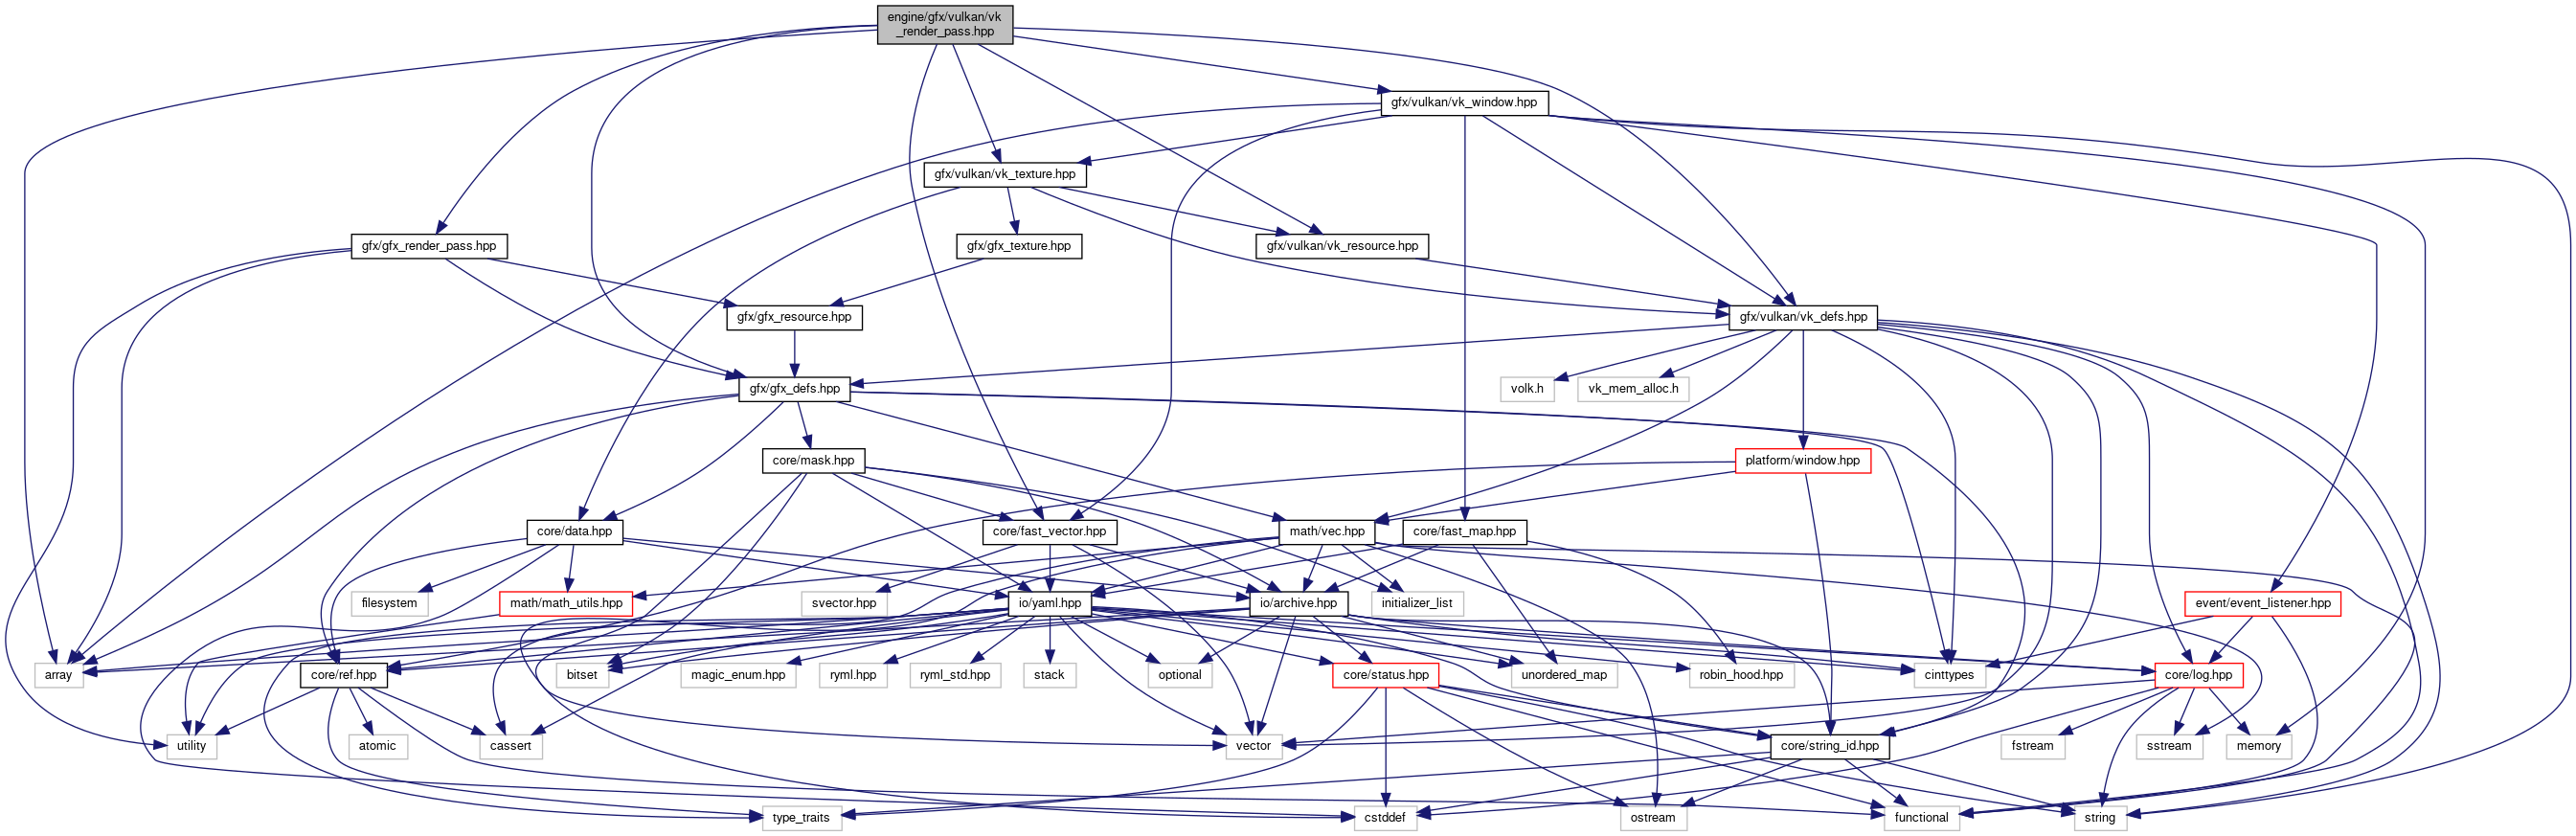 engine/gfx/vulkan/vk
_render_pass.hpp
gfx/vulkan/vk_window.hpp
gfx/vulkan/vk_texture.hpp
gfx/gfx_render_pass.hpp
gfx/gfx_texture.hpp
gfx/vulkan/vk_resource.hpp
gfx/gfx_resource.hpp
gfx/vulkan/vk_defs.hpp
gfx/gfx_defs.hpp
volk.h
vk_mem_alloc.h
core/mask.hpp
platform/window.hpp
core/data.hpp
core/fast_vector.hpp
math/vec.hpp
core/fast_map.hpp
filesystem
math/math_utils.hpp
svector.hpp
io/yaml.hpp
io/archive.hpp
initializer_list
event/event_listener.hpp
array
core/ref.hpp
bitset
magic_enum.hpp
ryml.hpp
ryml_std.hpp
stack
optional
core/status.hpp
unordered_map
robin_hood.hpp
cinttypes
core/log.hpp
utility
atomic
cassert
vector
core/string_id.hpp
fstream
sstream
memory
type_traits
cstddef
ostream
functional
string